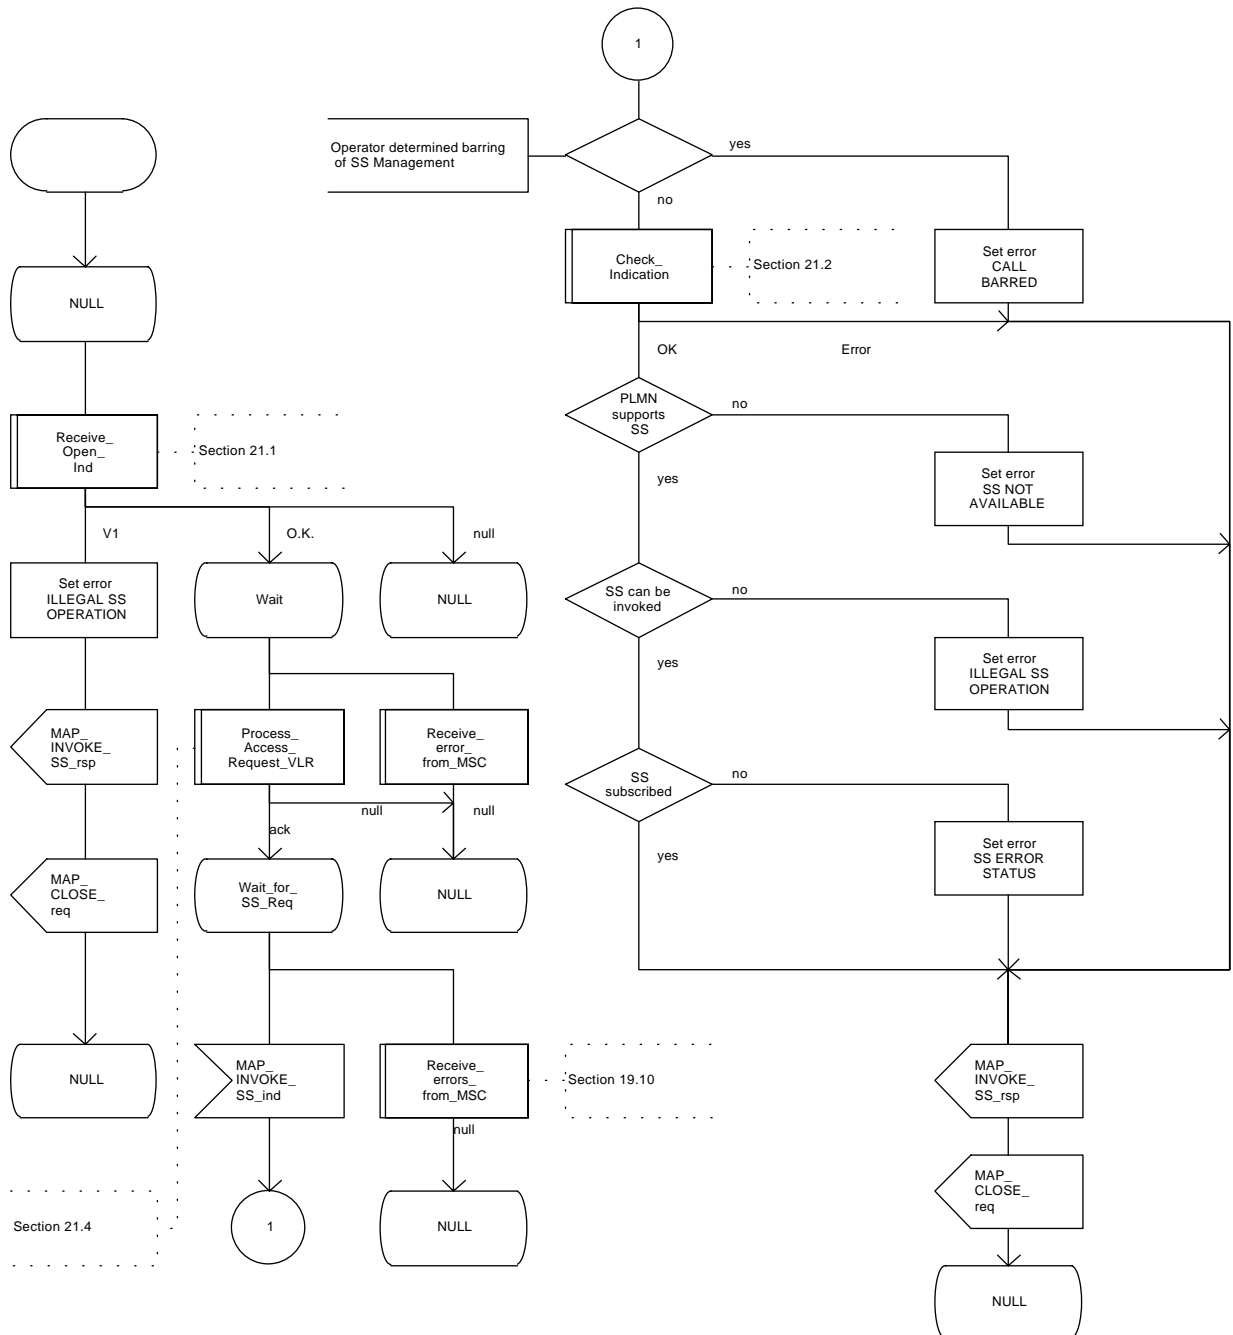 1
Operator determined barring
of SS Management
yes
no
Check_
Indication
Section 21.2
Set error
CALL
BARRED
NULL
OK
Error
PLMN
supports
SS
no
Receive_
Open_
Ind
Section 21.1
yes
Set error
SS NOT
AVAILABLE
V1
O.K.
null
Set error
ILLEGAL SS
OPERATION
Wait
NULL
SS can be
invoked
no
yes
Set error
ILLEGAL SS
OPERATION
MAP_
INVOKE_
SS_rsp
Process_
Access_
Request_VLR
Receive_
error_
from_MSC
SS
subscribed
no
null
null
ack
yes
Set error
SS ERROR
STATUS
MAP_
CLOSE_
req
Wait_for_
SS_Req
NULL
NULL
MAP_
INVOKE_
SS_ind
Receive_
errors_
from_MSC
Section 19.10
MAP_
INVOKE_
SS_rsp
null
Section 21.4
1
NULL
MAP_
CLOSE_
req
NULL